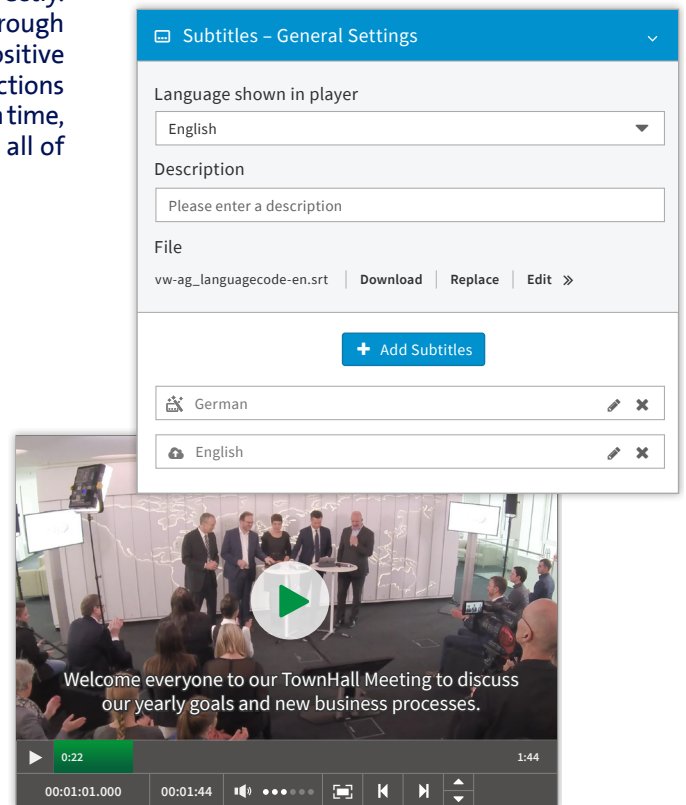 ectly.
rough
ositive
ctions
n time,
all of
Subtitles – General Settings
Language shown in player
English
Description
Please enter a description
File
vw-ag_languagecode-en.srt Download Replace Edit »
+ Add Subtitles
German
English
Welcome everyone to our TownHall Meeting to discuss
our yearly goals and new business processes.
0:22 1:44
00:01:01.000 00:01:44